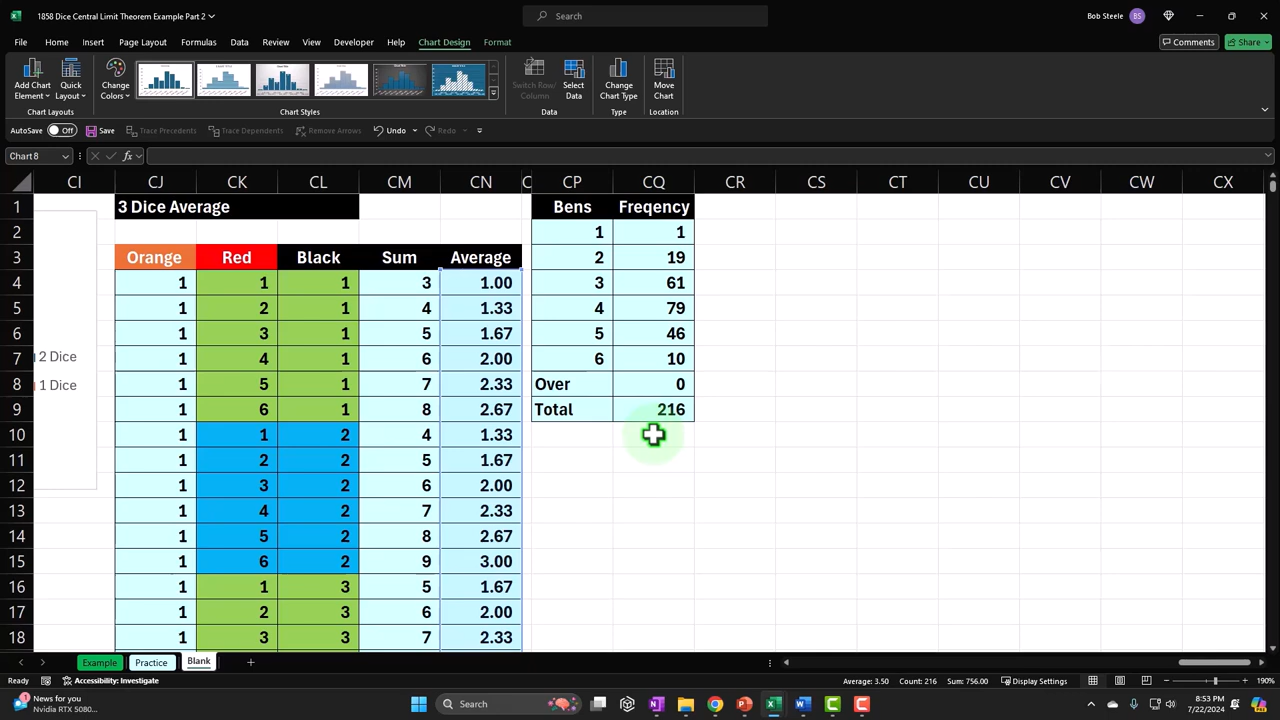 1858 Dice Central Limit Theorem Example Part 2
Search
Bob Steele
BS
File Home Insert Page Layout Formulas Data Review View Developer Help Chart Design Format
Comments
Share
Add Chart Element
Quick Layout
Change Colors
Switch Row/ Column
Select Data
Change Chart Type
Move Chart
Chart Layouts
Chart Styles
Data
Type
Location
AutoSave Off Save Trace Precedents Trace Dependents Remove Arrows Undo Redo
Chart 8
fx
CI CJ CK CL CM CN C CP CQ CR CS CT CU CV CW CX
1 3 Dice Average Bens Freqency
2 1 1
3 Orange Red Black Sum Average 2 19
4 1 1 1 3 1.00 3 61
5 1 2 1 4 1.33 4 79
6 1 3 1 5 1.67 5 46
7 1 4 1 6 2.00 6 10
8 1 5 1 7 2.33 Over 0
9 1 6 1 8 2.67 Total 216
10 1 1 2 4 1.33
11 1 2 2 5 1.67
12 1 3 2 6 2.00
13 1 4 2 7 2.33
14 1 5 2 8 2.67
15 1 6 2 9 3.00
16 1 1 3 5 1.67
17 1 2 3 6 2.00
18 1 3 3 7 2.33
2 Dice
1 Dice
Example Practice Blank
Ready Accessibility: Investigate Average: 3.50 Count: 216 Sum: 756.00 Display Settings 190%
News for you
Nvidia RTX 5080...
Search
8:53 PM
7/22/2024